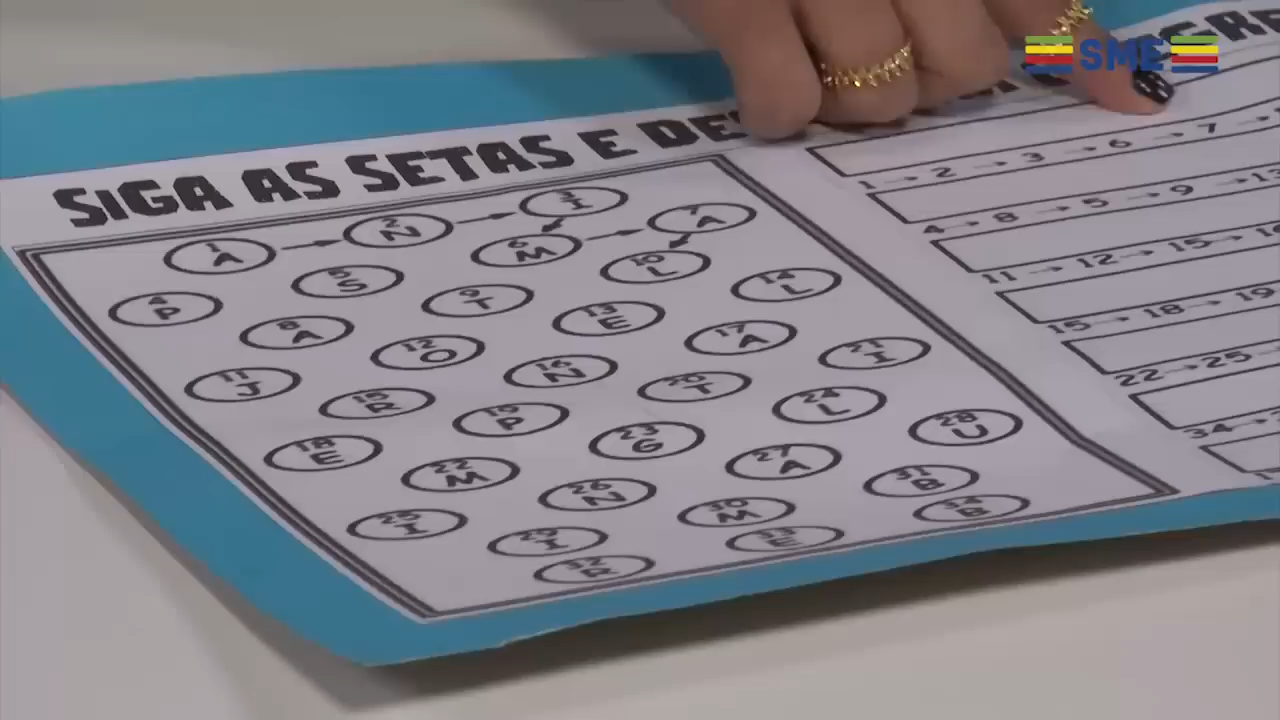 SME
SIGA AS SETAS E
1 A → 2 N → 3 I
4 P 5 S 6 M → 7 A
8 A 9 T 10 L
11 J 12 O 13 E 14 L
15 R 16 N 17 A
18 E 19 P 20 T 21 I
22 M 23 G 24 L
25 I 26 N 27 A 28 U
29 I 30 M 31 B
32 R 33 E 34 B
1 → 2 → 3 → 6 → 7 →
4 → 8 → 5 → 9 → 13
11 → 12 → 15 →
15 → 18 → 19
22 → 25
34 →